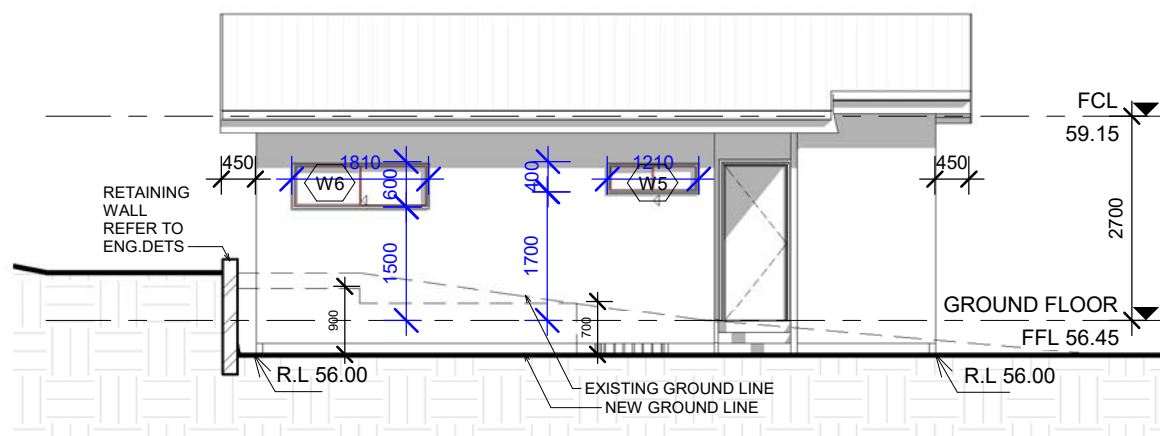 FCL
59.15
450
1810
1210
450
W6
600
400
W5
RETAINING
WALL
REFER TO
ENG.DETS
1500
1700
2700
900
700
GROUND FLOOR
FFL 56.45
R.L 56.00
R.L 56.00
EXISTING GROUND LINE
NEW GROUND LINE